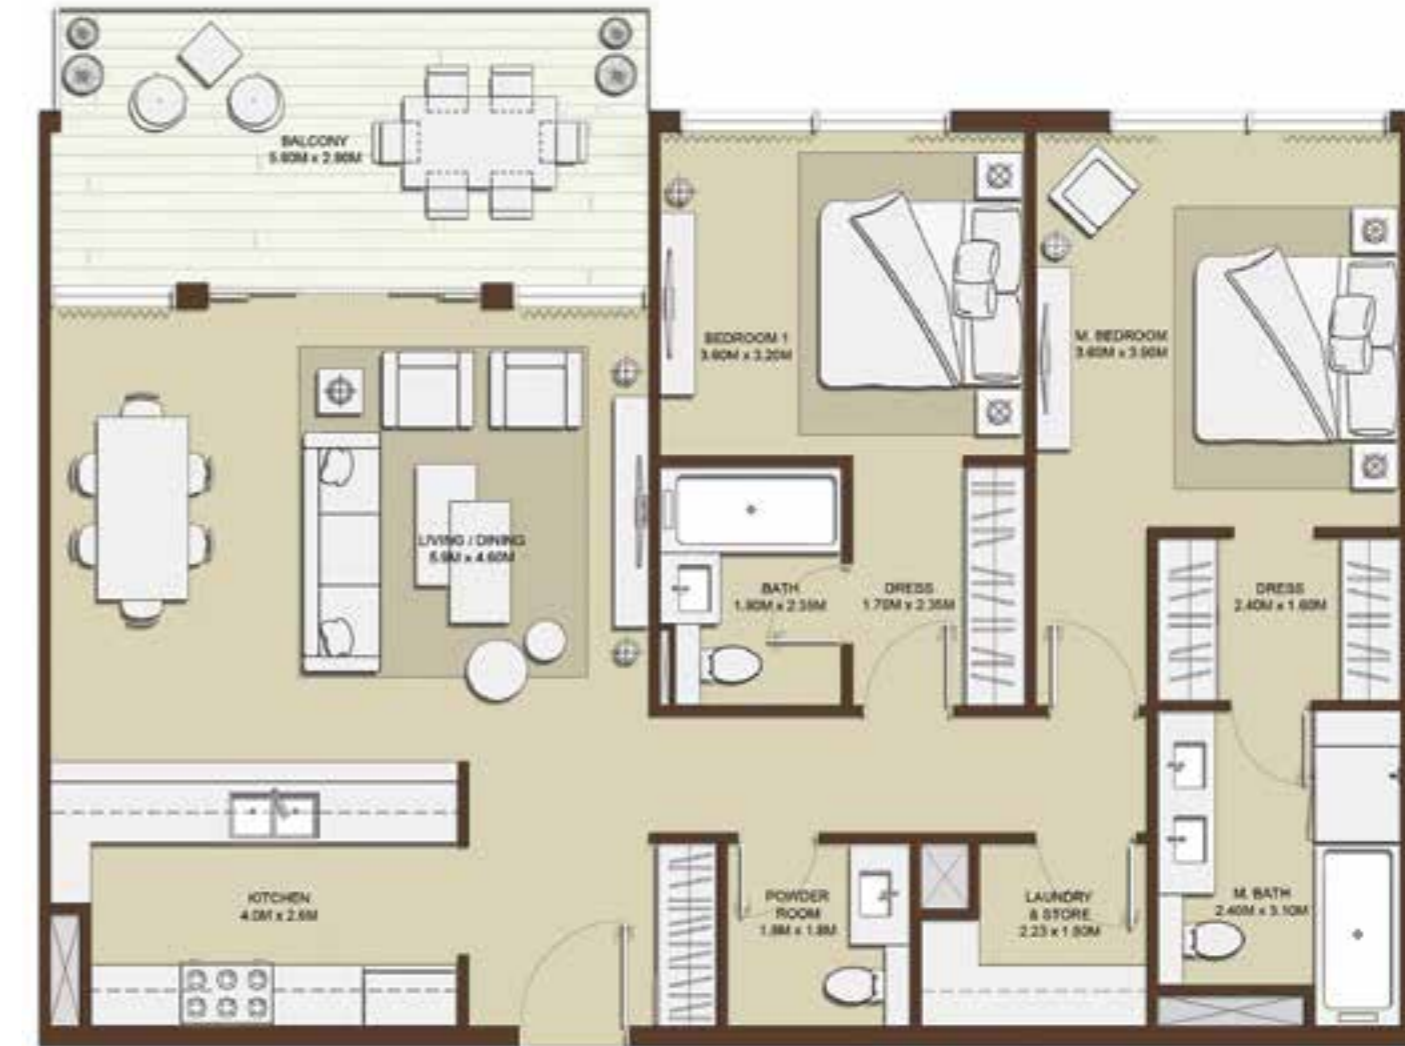 BALCONY
5.80M x 2.80M
BEDROOM 1
3.60M x 3.20M
M. BEDROOM
3.60M x 3.90M
LIVING / DINING
5.9M x 4.60M
BATH
1.80M x 2.35M
DRESS
1.70M x 2.35M
DRESS
2.40M x 1.60M
KITCHEN
4.0M x 2.6M
POWDER
ROOM
1.8M x 1.8M
LAUNDRY
& STORE
2.23 x 1.80M
M. BATH
2.40M x 3.10M